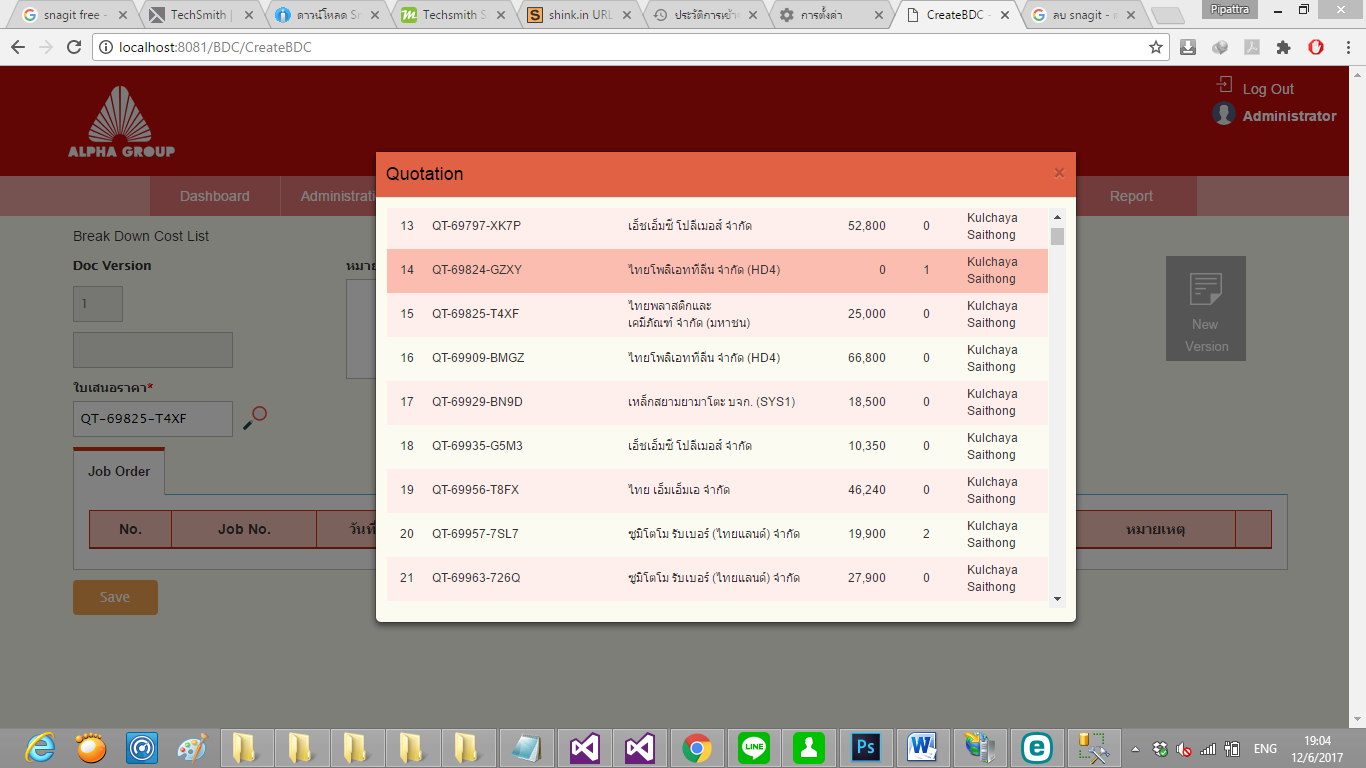 snagit free -
TechSmith |
ดาวน์โหลด Sn
Techsmith S
shink.in URL
ประวัติการเข้า
การตั้งค่า
CreateBDC -
ลบ snagit -
Pipattra
localhost:8081/BDC/CreateBDC
ALPHA GROUP
Log Out
Administrator
Dashboard
Administrati
Report
Break Down Cost List
Doc Version
หมาย
1
ใบเสนอราคา*
QT-69825-T4XF
New
Version
Job Order
No.
Job No.
วันที่
หมายเหตุ
Save
Quotation
×
13 QT-69797-XK7P เอ็ชเอ็มซี โปลีเมอส์ จำกัด 52,800 0 Kulchaya
Saithong
14 QT-69824-GZXY ไทยโพลิเอททีลีน จำกัด (HD4) 0 1 Kulchaya
Saithong
15 QT-69825-T4XF ไทยพลาสติกและ
เคมีภัณฑ์ จำกัด (มหาชน) 25,000 0 Kulchaya
Saithong
16 QT-69909-BMGZ ไทยโพลิเอททีลีน จำกัด (HD4) 66,800 0 Kulchaya
Saithong
17 QT-69929-BN9D เหล็กสยามยามาโตะ บจก. (SYS1) 18,500 0 Kulchaya
Saithong
18 QT-69935-G5M3 เอ็ชเอ็มซี โปลีเมอส์ จำกัด 10,350 0 Kulchaya
Saithong
19 QT-69956-T8FX ไทย เอ็มเอ็มเอ จำกัด 46,240 0 Kulchaya
Saithong
20 QT-69957-7SL7 ซูมิโตโม รับเบอร์ (ไทยแลนด์) จำกัด 19,900 2 Kulchaya
Saithong
21 QT-69963-726Q ซูมิโตโม รับเบอร์ (ไทยแลนด์) จำกัด 27,900 0 Kulchaya
Saithong
LINE
Ps
ENG
19:04
12/6/2017